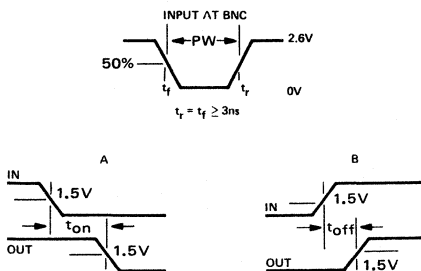 INPUT AT BNC
PW
2.6V
50%
tf
tr
0V
tr = tf ≥ 3ns
A
B
IN
1.5V
ton
OUT
1.5V
1.5V
IN
toff
OUT
1.5V